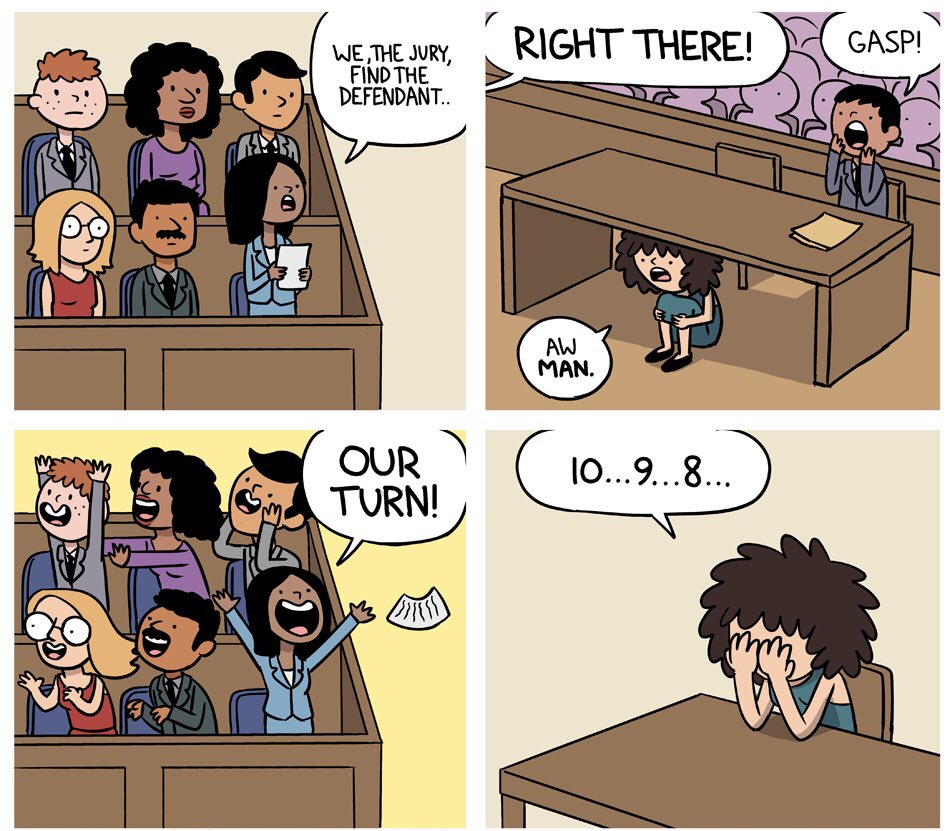 WE, THE JURY,
FIND THE
DEFENDANT..
RIGHT THERE!
GASP!
AW
MAN.
OUR
TURN!
10...9...8...